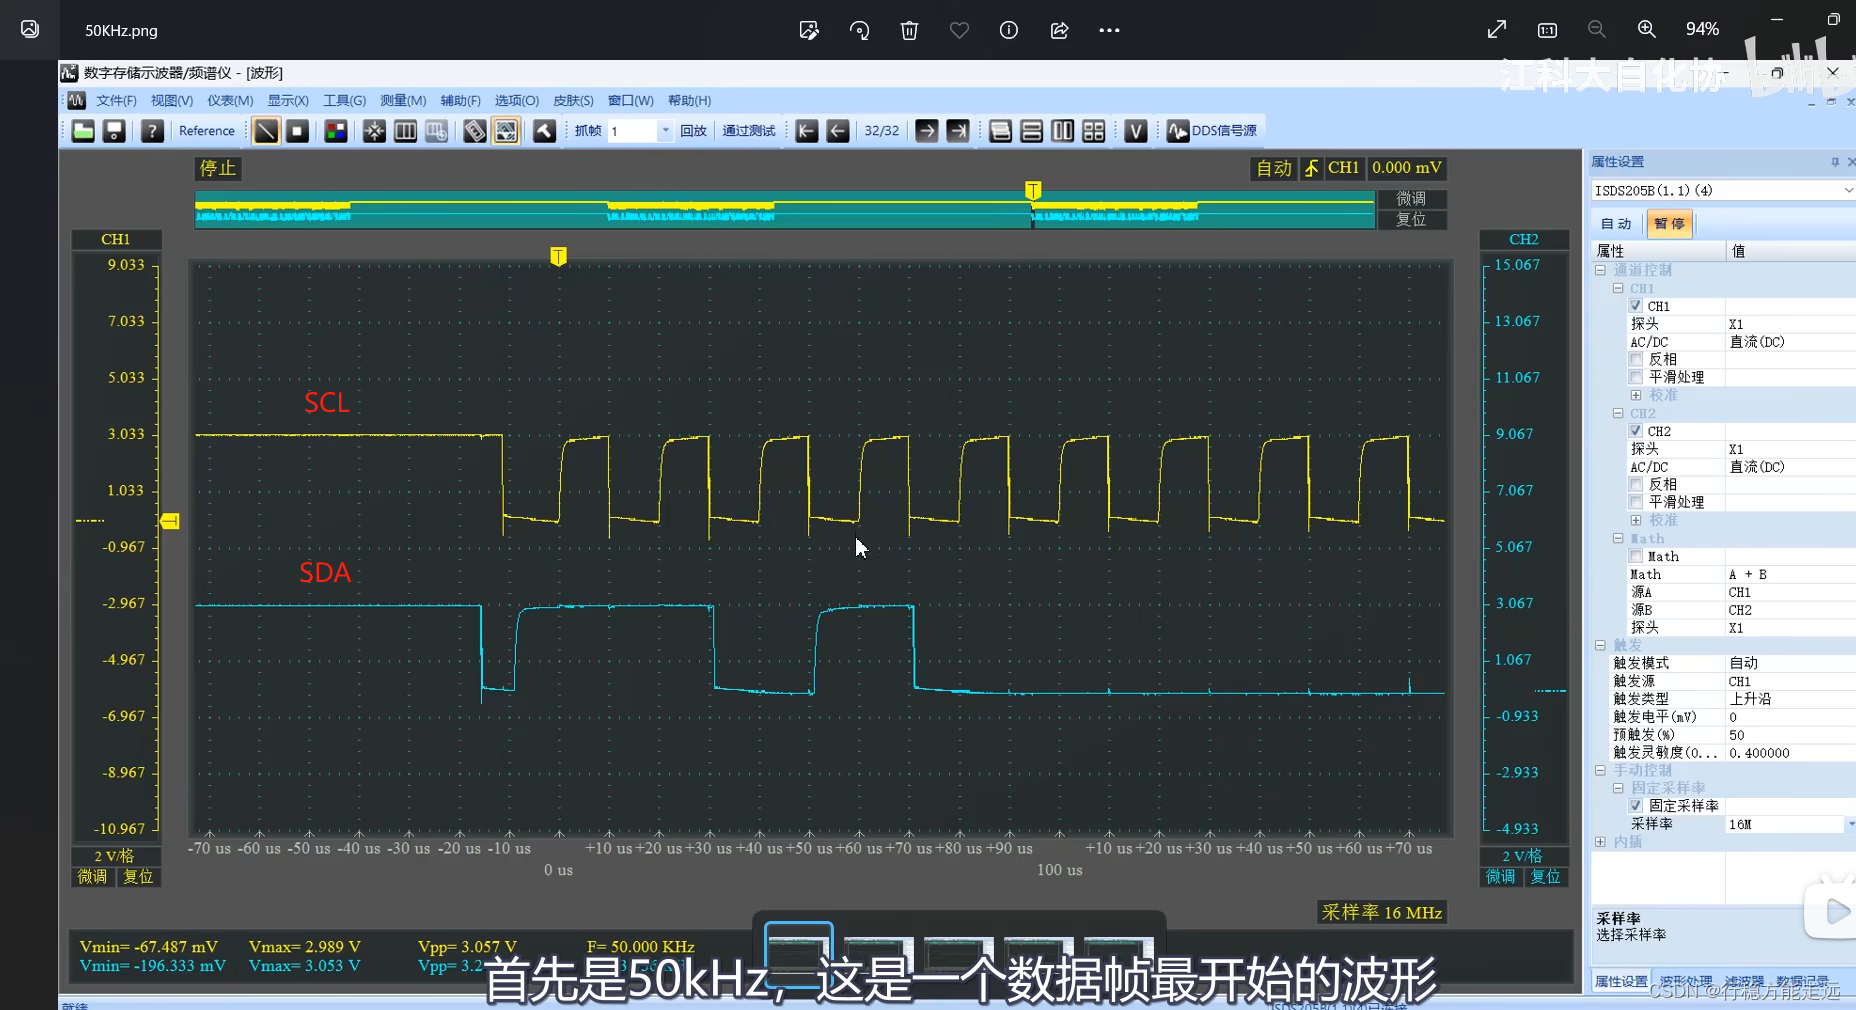 50KHz.png
94%
数字存储示波器/频谱仪 - [波形]
江科大自化协
文件(F) 视图(V) 仪表(M) 显示(X) 工具(G) 测量(M) 辅助(F) 选项(O) 皮肤(S) 窗口(W) 帮助(H)
Reference 抓帧 1 回放 通过测试 32/32 V DDS信号源
停止
自动 CH1 0.000 mV
T
微调
复位
CH1
T
CH2
9.033
7.033
5.033
3.033
1.033
-0.967
-2.967
-4.967
-6.967
-8.967
-10.967
2 V/格
微调 复位
SCL
SDA
15.067
13.067
11.067
9.067
7.067
5.067
3.067
1.067
-0.933
-2.933
-4.933
2 V/格
微调 复位
-70 us -60 us -50 us -40 us -30 us -20 us -10 us +10 us +20 us +30 us +40 us +50 us +60 us +70 us +80 us +90 us +10 us +20 us +30 us +40 us +50 us +60 us +70 us
0 us 100 us
采样率 16 MHz
Vmin= -67.487 mV Vmax= 2.989 V Vpp= 3.057 V F= 50.000 KHz
Vmin= -196.333 mV Vmax= 3.053 V Vpp= 3.2
首先是50kHz，这是一个数据帧最开始的波形
属性设置
ISDS205B(1.1)(4)
自动 暂停
属性 值
通道控制
CH1
CH1
探头 X1
AC/DC 直流(DC)
反相
平滑处理
校准
CH2
CH2
探头 X1
AC/DC 直流(DC)
反相
平滑处理
校准
Math
Math
Math A + B
源A CH1
源B CH2
探头 X1
触发
触发模式 自动
触发源 CH1
触发类型 上升沿
触发电平(mV) 0
预触发(%) 50
触发灵敏度(0... 0.400000
手动控制
固定采样率
固定采样率
采样率 16M
内插
采样率
选择采样率
属性设置 波形处理 滤波器 数据记录
CSDN @行稳方能走远
就绪